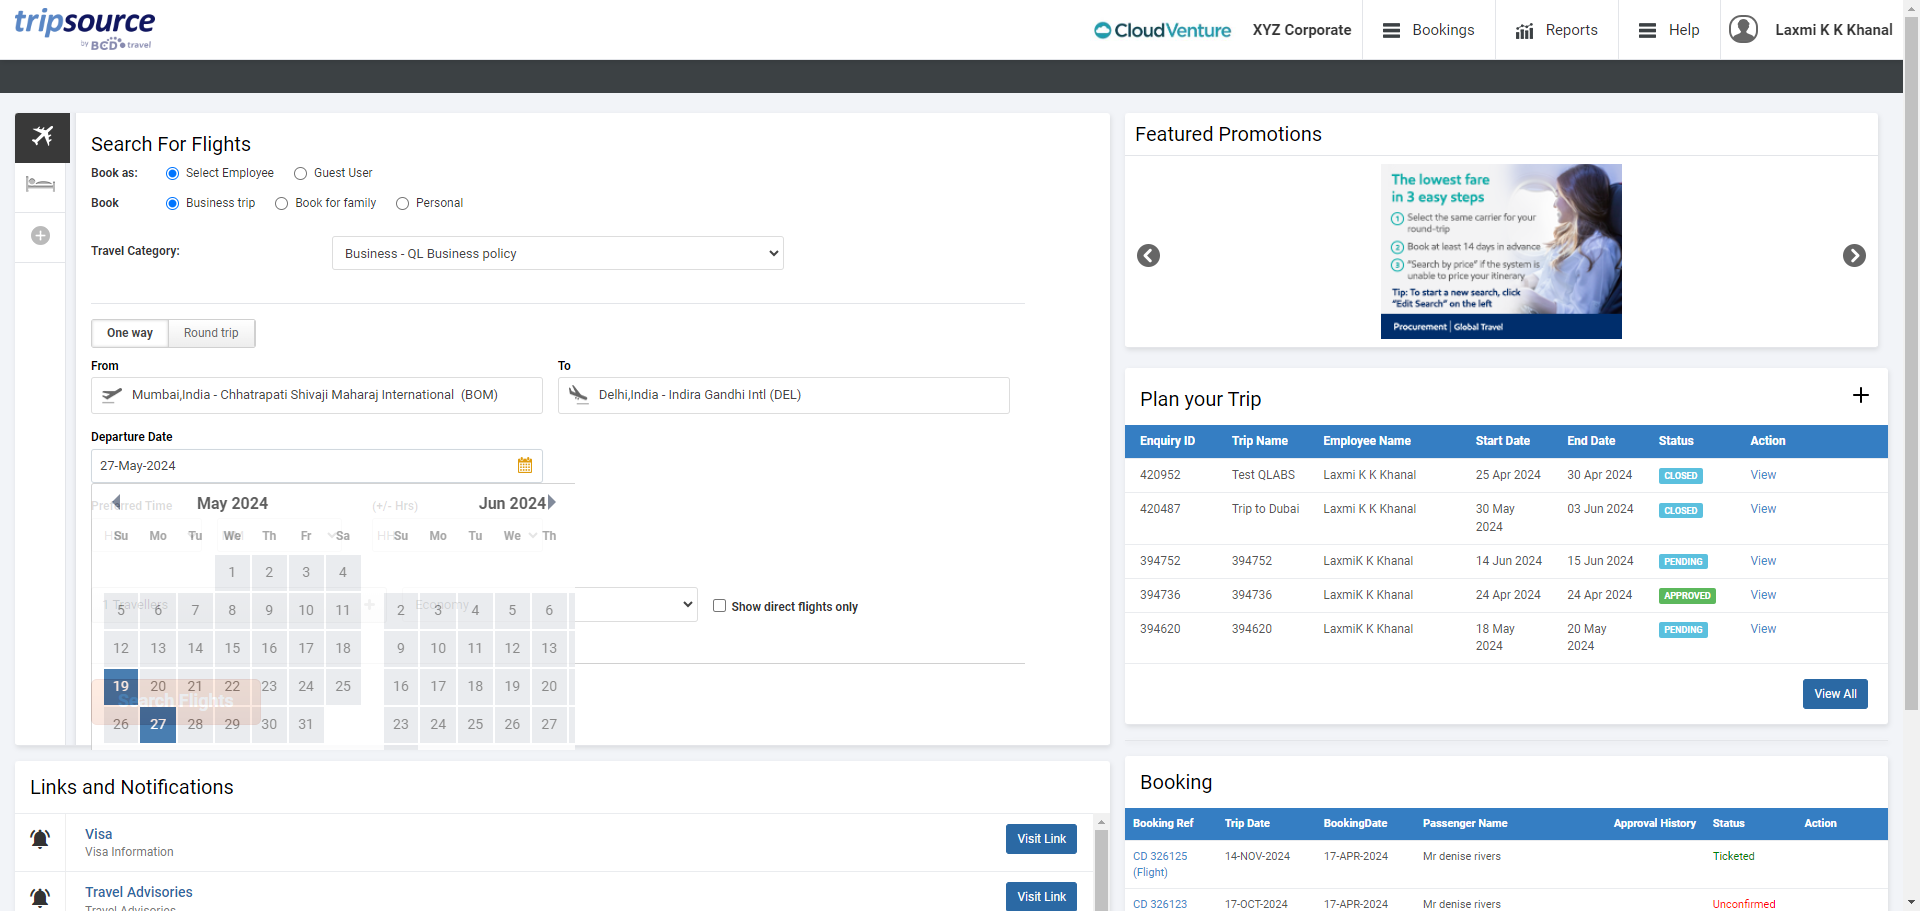 tripsource
by BCD travel
CloudVenture
XYZ Corporate
Bookings
Reports
Help
Laxmi K K Khanal
Search For Flights
Book as: Select Employee Guest User
Book Business trip Book for family Personal
Travel Category: Business - QL Business policy
One way Round trip
From To
Mumbai,India - Chhatrapati Shivaji Maharaj International (BOM) Delhi,India - Indira Gandhi Intl (DEL)
Departure Date
27-May-2024
Preferred Time (+/- Hrs)
May 2024 Jun 2024
Su Mo Tu We Th Fr Sa Su Mo Tu We Th
1 2 3 4
1 Travellers Economy
5 6 7 8 9 10 11 2 3 4 5 6
Show direct flights only
12 13 14 15 16 17 18 9 10 11 12 13
19 20 21 22 23 24 25 16 17 18 19 20
Search Flights
26 27 28 29 30 31 23 24 25 26 27
Links and Notifications
Visa
Visa Information
Visit Link
Travel Advisories
Travel Advisories
Visit Link
Featured Promotions
The lowest fare
in 3 easy steps
1 Select the same carrier for your
round-trip
2 Book at least 14 days in advance
3 "Search by price" if the system is
unable to price your itinerary
Tip: To start a new search, click
"Edit Search" on the left
Procurement | Global Travel
Plan your Trip
Enquiry ID Trip Name Employee Name Start Date End Date Status Action
420952 Test QLABS Laxmi K K Khanal 25 Apr 2024 30 Apr 2024 CLOSED View
420487 Trip to Dubai Laxmi K K Khanal 30 May 2024 03 Jun 2024 CLOSED View
394752 394752 LaxmiK K Khanal 14 Jun 2024 15 Jun 2024 PENDING View
394736 394736 LaxmiK K Khanal 24 Apr 2024 24 Apr 2024 APPROVED View
394620 394620 LaxmiK K Khanal 18 May 2024 20 May 2024 PENDING View
View All
Booking
Booking Ref Trip Date BookingDate Passenger Name Approval History Status Action
CD 326125 (Flight) 14-NOV-2024 17-APR-2024 Mr denise rivers Ticketed
CD 326123 17-OCT-2024 17-APR-2024 Mr denise rivers Unconfirmed